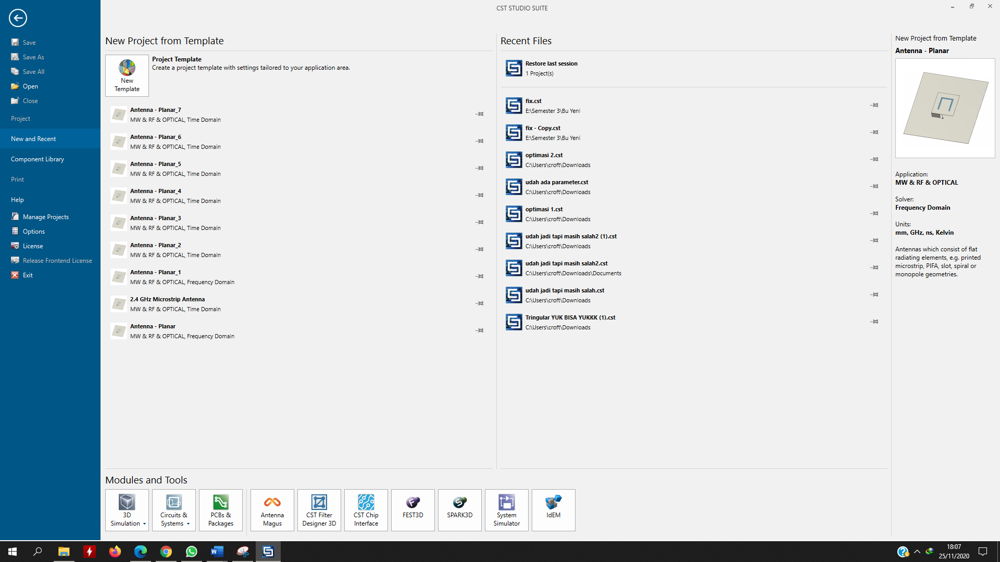 CST STUDIO SUITE
Save
Save As
Save All
Open
Close
Project
New and Recent
Component Library
Print
Help
Manage Projects
Options
License
Release Frontend License
Exit
New Project from Template
New
Template
Project Template
Create a project template with settings tailored to your application area.
Antenna - Planar_7
MW & RF & OPTICAL, Time Domain
Antenna - Planar_6
MW & RF & OPTICAL, Time Domain
Antenna - Planar_5
MW & RF & OPTICAL, Time Domain
Antenna - Planar_4
MW & RF & OPTICAL, Time Domain
Antenna - Planar_3
MW & RF & OPTICAL, Time Domain
Antenna - Planar_2
MW & RF & OPTICAL, Time Domain
Antenna - Planar_1
MW & RF & OPTICAL, Frequency Domain
2.4 GHz Microstrip Antenna
MW & RF & OPTICAL, Time Domain
Antenna - Planar
MW & RF & OPTICAL, Frequency Domain
Recent Files
Restore last session
1 Project(s)
fix.cst
E:\Semester 3\Bu Yeni
fix - Copy.cst
E:\Semester 3\Bu Yeni
optimasi 2.cst
C:\Users\croft\Downloads
udah ada parameter.cst
C:\Users\croft\Downloads
optimasi 1.cst
C:\Users\croft\Downloads
udah jadi tapi masih salah2 (1).cst
C:\Users\croft\Downloads
udah jadi tapi masih salah2.cst
C:\Users\croft\Downloads\Documents
udah jadi tapi masih salah.cst
C:\Users\croft\Downloads
Tringular YUK BISA YUKKK (1).cst
C:\Users\croft\Downloads
New Project from Template
Antenna - Planar
Application:
MW & RF & OPTICAL
Solver:
Frequency Domain
Units:
mm, GHz, ns, Kelvin
Antennas which consist of flat
radiating elements, e.g. printed
microstrip, PIFA, slot, spiral or
monopole geometries.
Modules and Tools
3D
Simulation
Circuits &
Systems
PCBs &
Packages
Antenna
Magus
CST Filter
Designer 3D
CST Chip
Interface
FEST3D
SPARK3D
System
Simulator
IdEM
18:07
25/11/2020